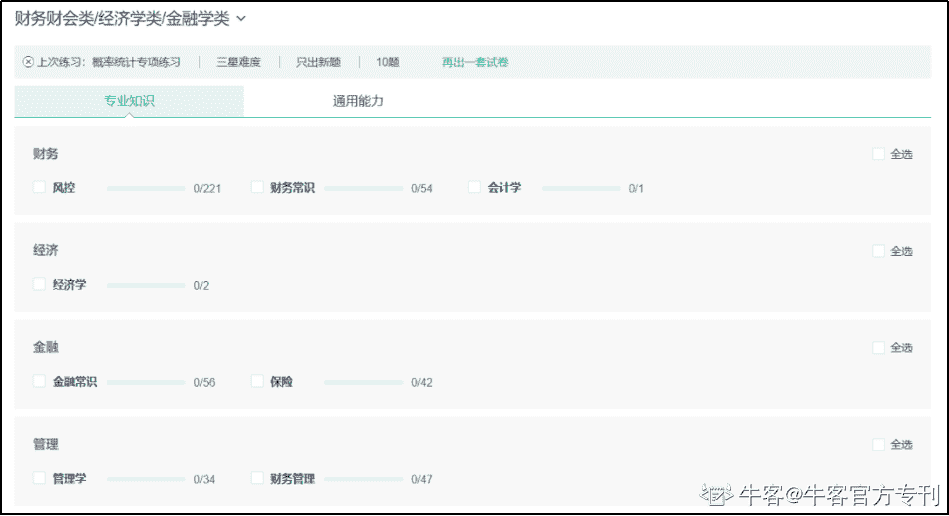 财务财会类/经济学类/金融学类
上次练习：概率统计专项练习 三星难度 只出新题 10题 再出一套试卷
专业知识 通用能力
财务 全选
风控 0/221 财务常识 0/54 会计学 0/1
经济 全选
经济学 0/2
金融 全选
金融常识 0/56 保险 0/42
管理 全选
管理学 0/34 财务管理 0/47
牛客@牛客官方专刊